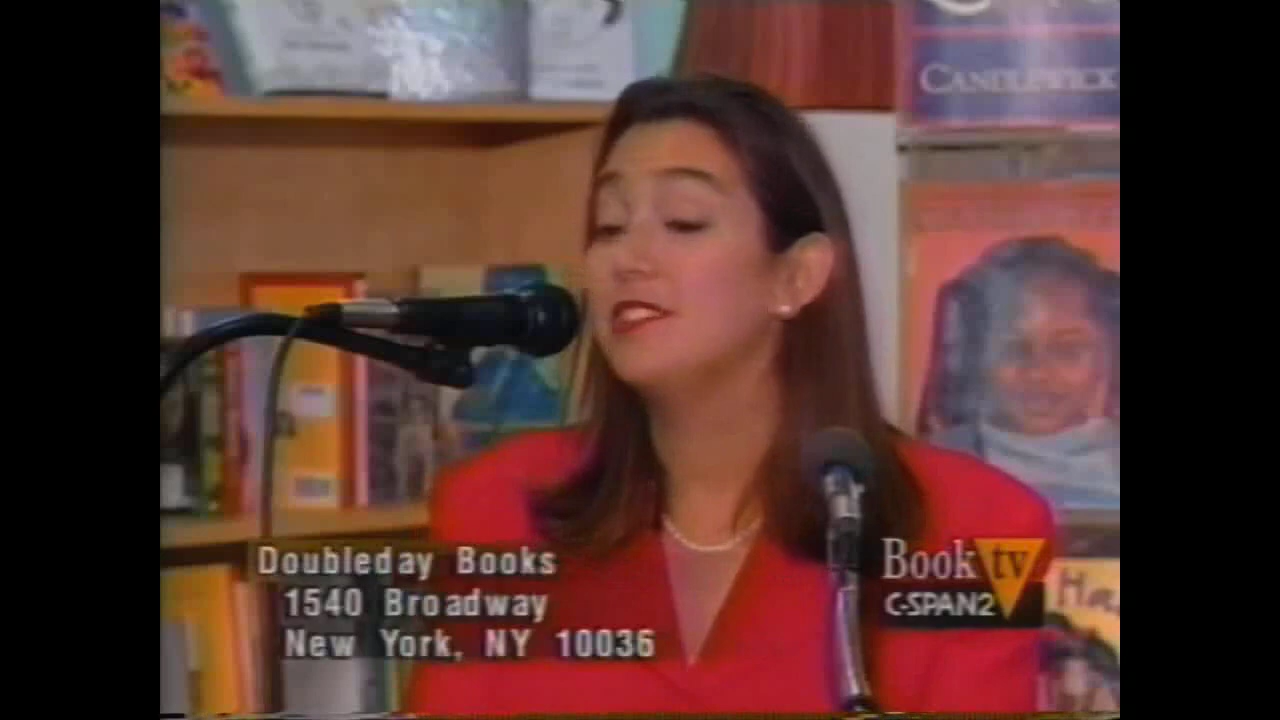 CANDLEWICK
Doubleday Books
1540 Broadway
New York, NY 10036
Book tv
C-SPAN2